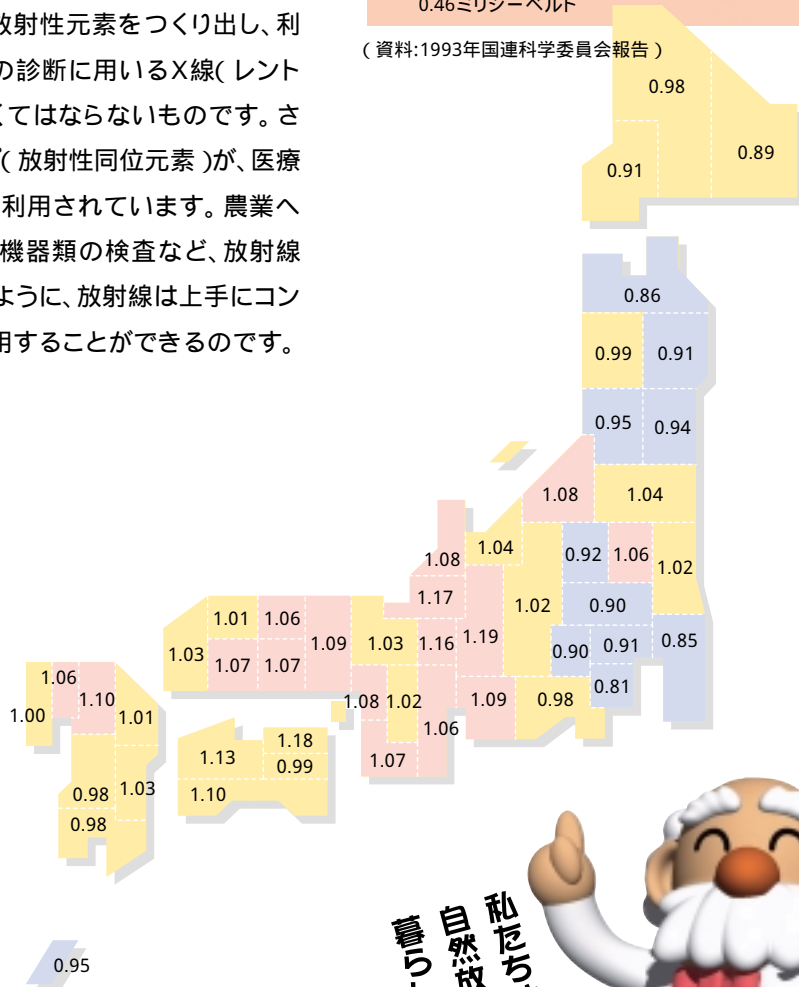 放射性元素をつくり出し、利
の診断に用いるX線( レント
くてはならないものです。さ
( 放射性同位元素 )が、医療
利用されています。農業へ
機器類の検査など、放射線
ように、放射線は上手にコン
用することができるのです。
0.46ミリシーベルト
( 資料:1993年国連科学委員会報告 )
0.98
0.89
0.91
0.86
0.99 0.91
0.95 0.94
1.08 1.04
1.08 1.04 0.92 1.06 1.02
1.17 1.02 0.90
1.01 1.06 1.09 1.03 1.16 1.19 0.90 0.91 0.85
1.03 1.07 1.07
1.06 1.10 1.08 1.02 1.09 0.98 0.81
1.00 1.01 1.06
1.13 1.18 1.07
0.99
0.98 1.03 1.10
0.98
0.95
私たち
自然放
暮ら